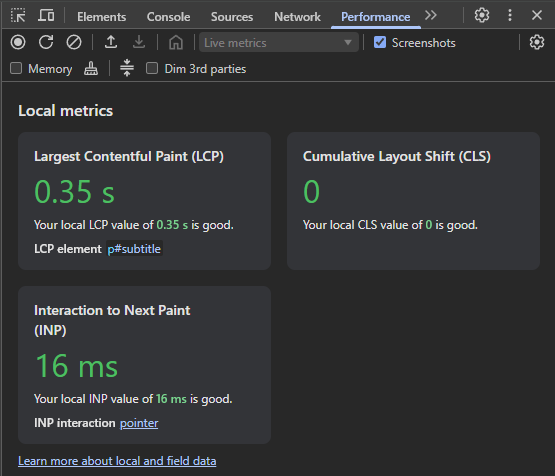 Elements Console Sources Network Performance
Live metrics Screenshots
Memory Dim 3rd parties
Local metrics
Largest Contentful Paint (LCP)
0.35 s
Your local LCP value of 0.35 s is good.
LCP element p#subtitle
Cumulative Layout Shift (CLS)
0
Your local CLS value of 0 is good.
Interaction to Next Paint
(INP)
16 ms
Your local INP value of 16 ms is good.
INP interaction pointer
Learn more about local and field data